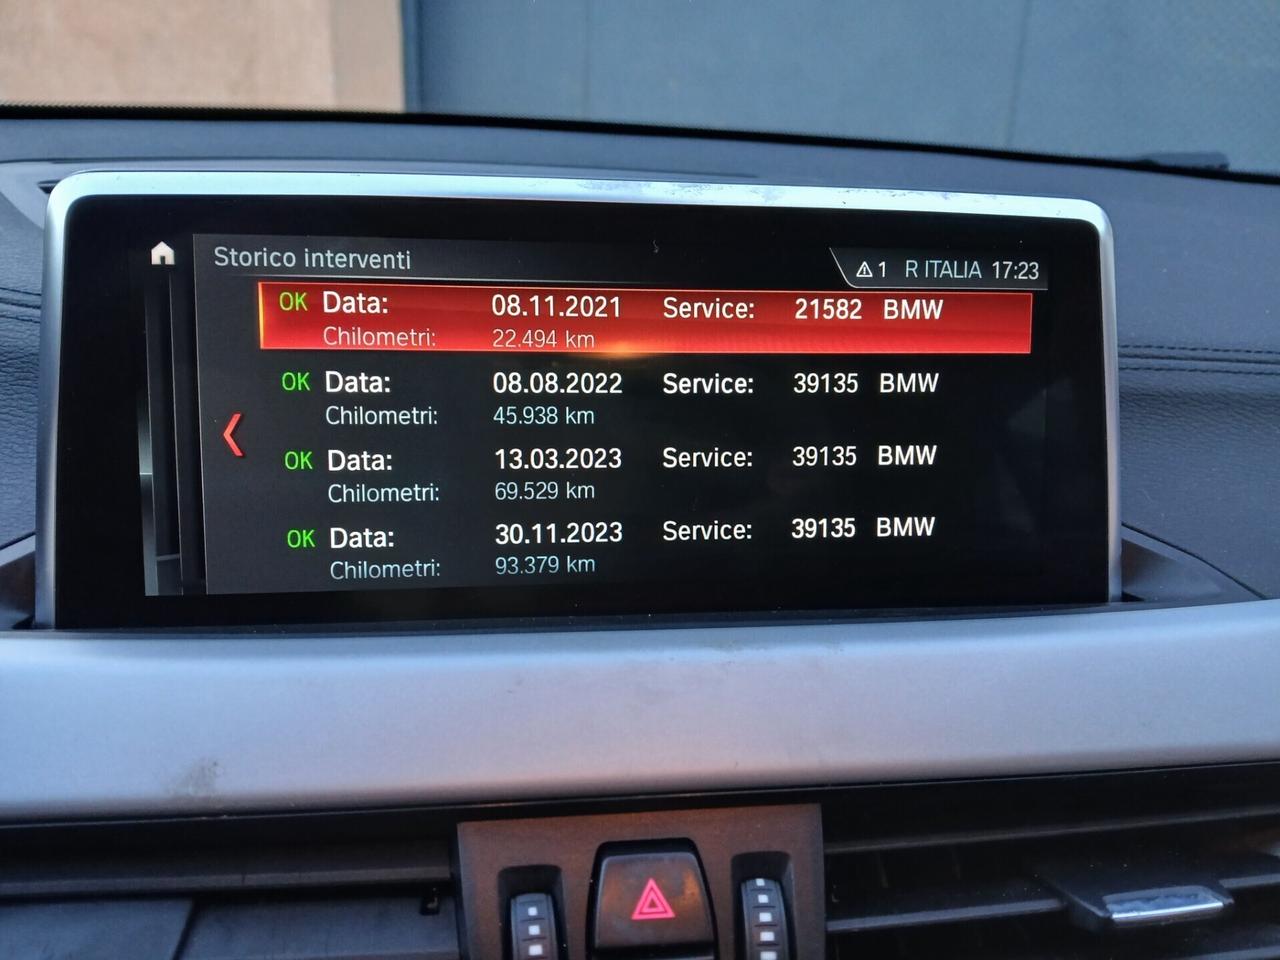 Storico interventi
1 R ITALIA 17:23
OK Data: 08.11.2021 Service: 21582 BMW
Chilometri: 22.494 km
OK Data: 08.08.2022 Service: 39135 BMW
Chilometri: 45.938 km
OK Data: 13.03.2023 Service: 39135 BMW
Chilometri: 69.529 km
OK Data: 30.11.2023 Service: 39135 BMW
Chilometri: 93.379 km